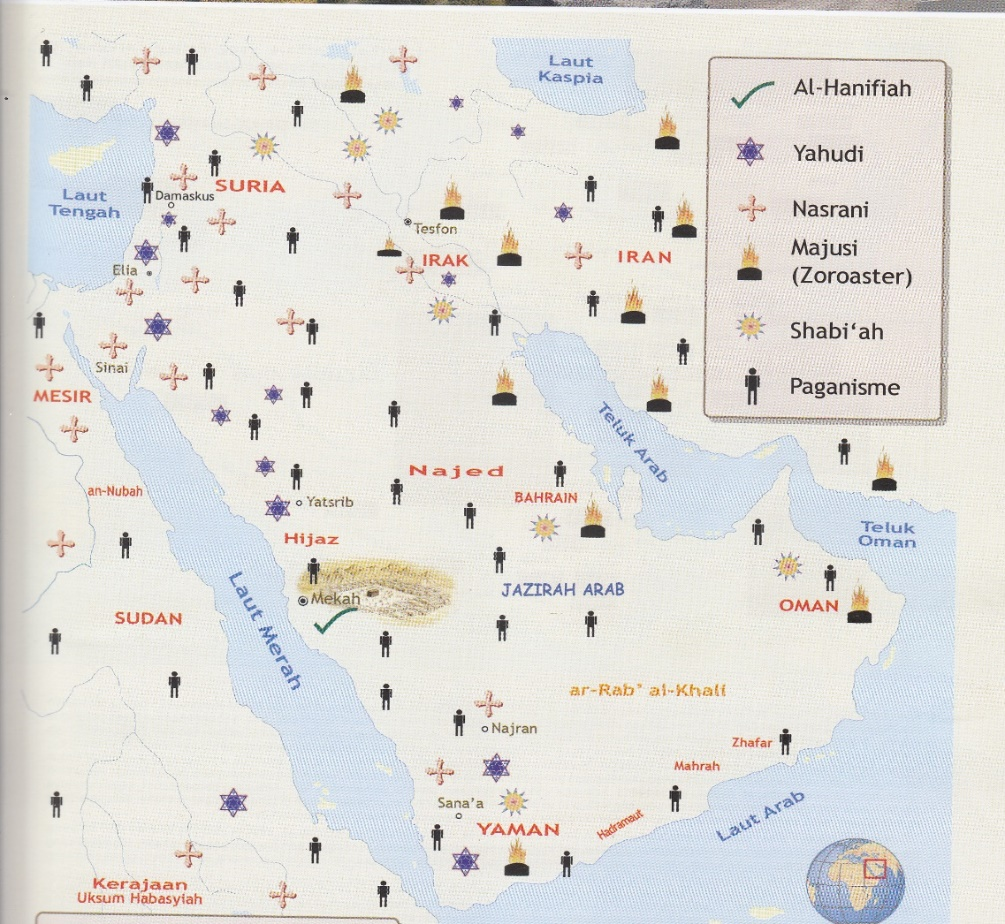 Laut
Kaspia
Al-Hanifiah
Yahudi
Nasrani
Majusi
(Zoroaster)
Shabi‘ah
Paganisme
Laut
Tengah
SURIA
Damaskus
Tesfon
Elia
IRAK
IRAN
Sinai
MESIR
Teluk Arab
Najed
an-Nubah
Yatsrib
BAHRAIN
Teluk
Oman
Hijaz
JAZIRAH ARAB
Mekah
OMAN
SUDAN
Laut Merah
ar-Rab' al-Khali
Najran
Zhafar
Mahrah
Sana'a
YAMAN
Hadramaut
Laut Arab
Kerajaan
Uksum Habasyiah